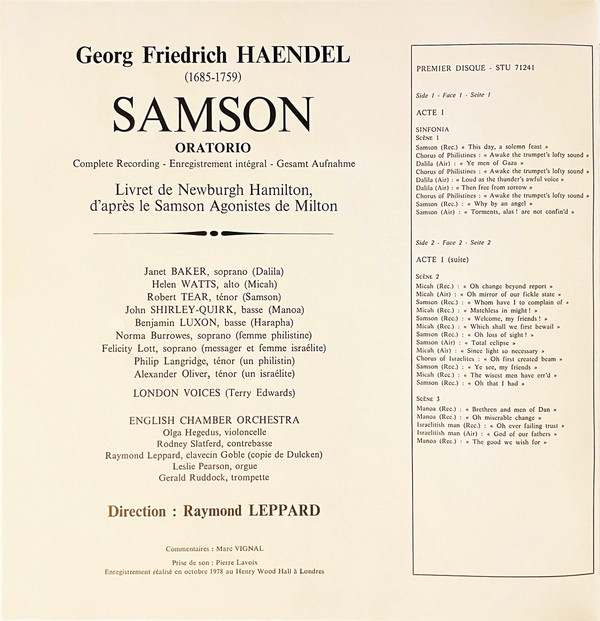 Georg Friedrich HAENDEL
(1685-1759)
SAMSON
ORATORIO
Complete Recording - Enregistrement intégral - Gesamt Aufnahme
Livret de Newburgh Hamilton,
d'après le Samson Agonistes de Milton
Janet BAKER, soprano (Dalila)
Helen WATTS, alto (Micah)
Robert TEAR, ténor (Samson)
John SHIRLEY-QUIRK, basse (Manoa)
Benjamin LUXON, basse (Harapha)
Norma Burrowes, soprano (femme philistine)
Felicity Lott, soprano (messager et femme israélite)
Philip Langridge, ténor (un philistin)
Alexander Oliver, ténor (un israélite)
LONDON VOICES (Terry Edwards)
ENGLISH CHAMBER ORCHESTRA
Olga Hegedus, violoncelle
Rodney Slatferd, contrebasse
Raymond Leppard, clavecin Goble (copie de Dulcken)
Leslie Pearson, orgue
Gerald Ruddock, trompette
Direction : Raymond LEPPARD
Commentaires : Marc VIGNAL
Prise de son : Pierre Lavois
Enregistrement réalisé en octobre 1978 au Henry Wood Hall à Londres
PREMIER DISQUE - STU 71241
Side 1 - Face 1 - Seite 1
ACTE I
SINFONIA
SCÈNE 1
Samson (Rec.) « This day, a solemn feast »
Chorus of Philistines : « Awake the trumpet's lofty sound »
Dalila (Air) : « Ye men of Gaza »
Chorus of Philistines : « Awake the trumpet's lofty sound »
Dalila (Air) : « Loud as the thunder's awful voice »
Dalila (Air) : « Then free from sorrow »
Chorus of Philistines : « Awake the trumpet's lofty sound »
Samson (Rec.) : « Why by an angel »
Samson (Air) : « Torments, alas ! are not confin'd »
Side 2 - Face 2 - Seite 2
ACTE I (suite)
SCÈNE 2
Micah (Rec.) : « Oh change beyond report »
Micah (Air) : « Oh mirror of our fickle state »
Samson (Rec.) : « Whom have I to complain of »
Micah (Rec.) : « Matchless in might ! »
Samson (Rec.) : « Welcome, my friends ! »
Micah (Rec.) : « Which shall we first bewail »
Samson (Rec.) : « Oh loss of sight ! »
Samson (Air) : « Total eclipse »
Micah (Air) : « Since light so necessary »
Chorus of Israelites : « Oh first created beam »
Samson (Rec.) : « Ye see, my friends »
Micah (Rec.) : « The wisest men have err'd »
Samson (Rec.) : « Oh that I had »
SCÈNE 3
Manoa (Rec.) : « Brethren and men of Dan »
Manoa (Rec.) : « Oh miserable change »
Israelitish man (Rec.) : « Oh ever failing trust »
Israelitish man (Air) : « God of our fathers »
Manoa (Rec.) : « The good we wish for »